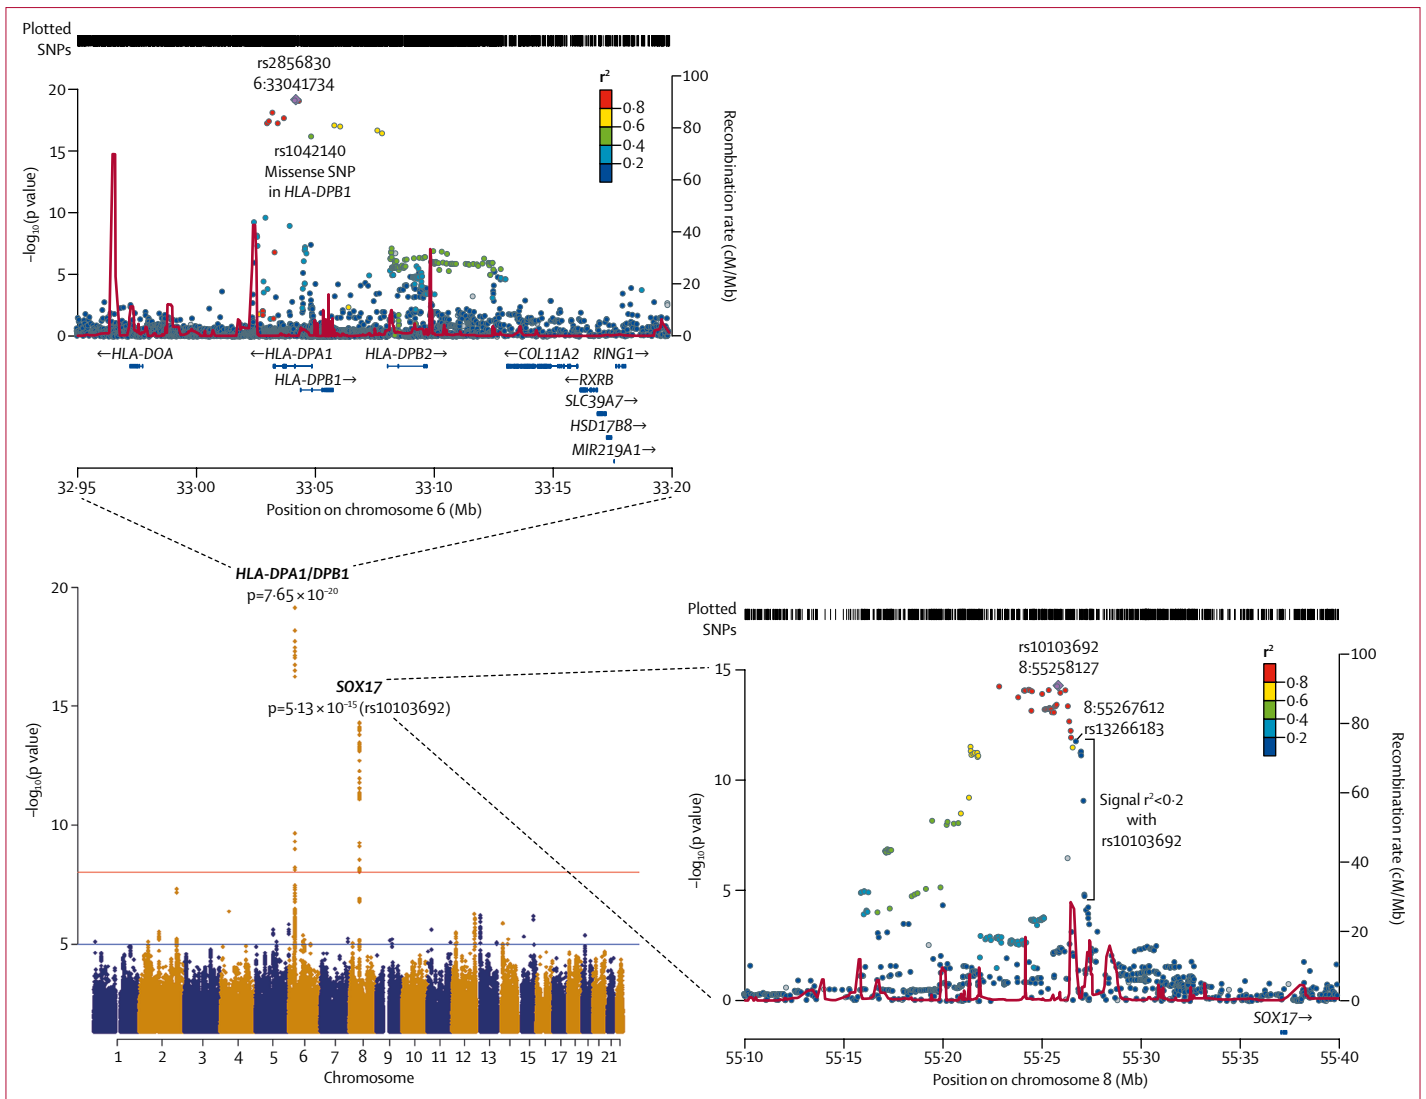 Plotted
SNPs
rs2856830
6:33041734
rs1042140
Missense SNP
in HLA-DPB1
r²
0·8
0·6
0·4
0·2
20
15
10
5
0
–log₁₀(p value)
100
80
60
40
20
0
Recombination rate (cM/Mb)
←HLA-DOA
←HLA-DPA1
HLA-DPB2→
←COL11A2
RING1→
HLA-DPB1→
←RXRB
SLC39A7→
HSD17B8→
MIR219A1→
32·95 33·00 33·05 33·10 33·15 33·20
Position on chromosome 6 (Mb)
HLA-DPA1/DPB1
p=7·65 × 10⁻²⁰
SOX17
p=5·13 × 10⁻¹⁵ (rs10103692)
20
15
10
5
–log₁₀(p value)
1 2 3 4 5 6 7 8 9 10 11 12 13 15 17 19 21
Chromosome
Plotted
SNPs
rs10103692
8:55258127
8:55267612
rs13266183
Signal r²<0·2
with
rs10103692
r²
0·8
0·6
0·4
0·2
15
10
5
0
–log₁₀(p value)
100
80
60
40
20
0
Recombination rate (cM/Mb)
SOX17→
55·10 55·15 55·20 55·25 55·30 55·35 55·40
Position on chromosome 8 (Mb)